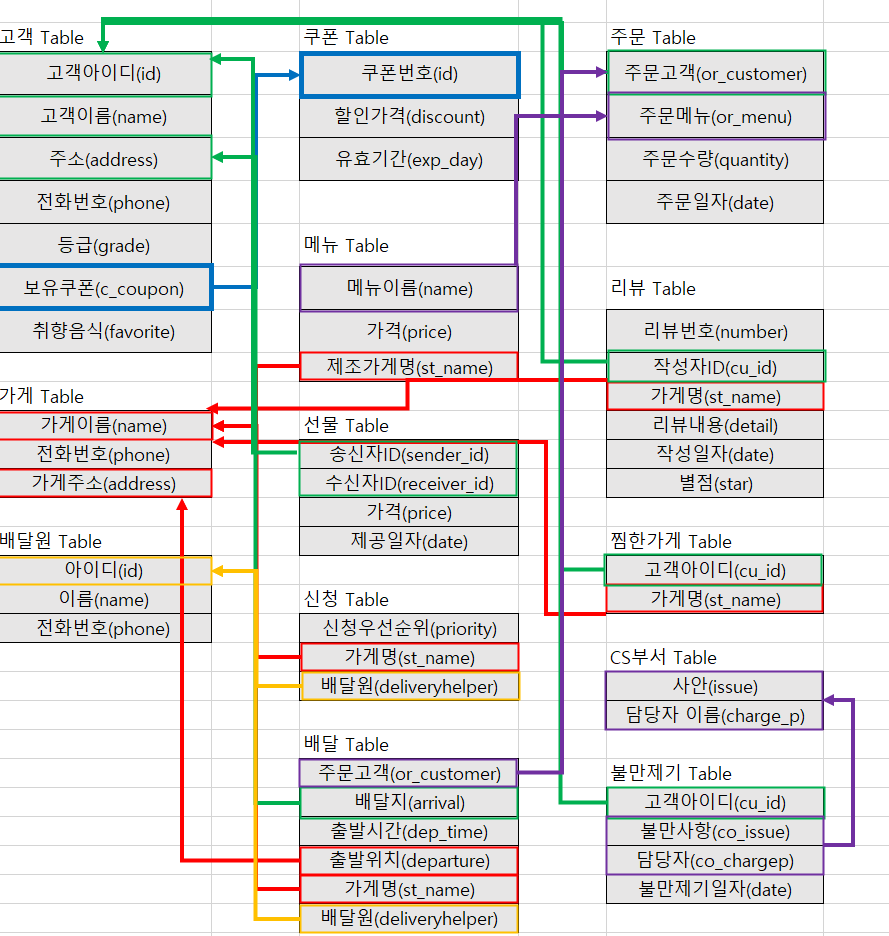 고객 Table
고객아이디(id)
고객이름(name)
주소(address)
전화번호(phone)
등급(grade)
보유쿠폰(c_coupon)
취향음식(favorite)
가게 Table
가게이름(name)
전화번호(phone)
가게주소(address)
배달원 Table
아이디(id)
이름(name)
전화번호(phone)
쿠폰 Table
쿠폰번호(id)
할인가격(discount)
유효기간(exp_day)
메뉴 Table
메뉴이름(name)
가격(price)
제조가게명(st_name)
선물 Table
송신자ID(sender_id)
수신자ID(receiver_id)
가격(price)
제공일자(date)
신청 Table
신청우선순위(priority)
가게명(st_name)
배달원(deliveryhelper)
배달 Table
주문고객(or_customer)
배달지(arrival)
출발시간(dep_time)
출발위치(departure)
가게명(st_name)
배달원(deliveryhelper)
주문 Table
주문고객(or_customer)
주문메뉴(or_menu)
주문수량(quantity)
주문일자(date)
리뷰 Table
리뷰번호(number)
작성자ID(cu_id)
가게명(st_name)
리뷰내용(detail)
작성일자(date)
별점(star)
찜한가게 Table
고객아이디(cu_id)
가게명(st_name)
CS부서 Table
사안(issue)
담당자 이름(charge_p)
불만제기 Table
고객아이디(cu_id)
불만사항(co_issue)
담당자(co_chargep)
불만제기일자(date)